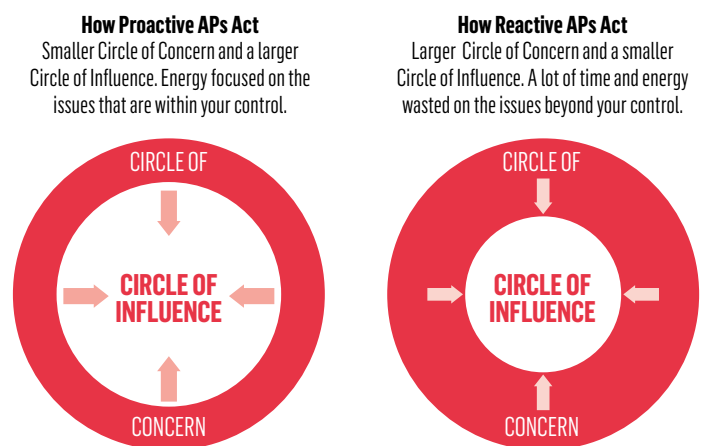 How Proactive APs Act
Smaller Circle of Concern and a larger
Circle of Influence. Energy focused on the
issues that are within your control.
CIRCLE OF
CIRCLE OF
INFLUENCE
CONCERN
How Reactive APs Act
Larger Circle of Concern and a smaller
Circle of Influence. A lot of time and energy
wasted on the issues beyond your control.
CIRCLE OF
CIRCLE OF
INFLUENCE
CONCERN